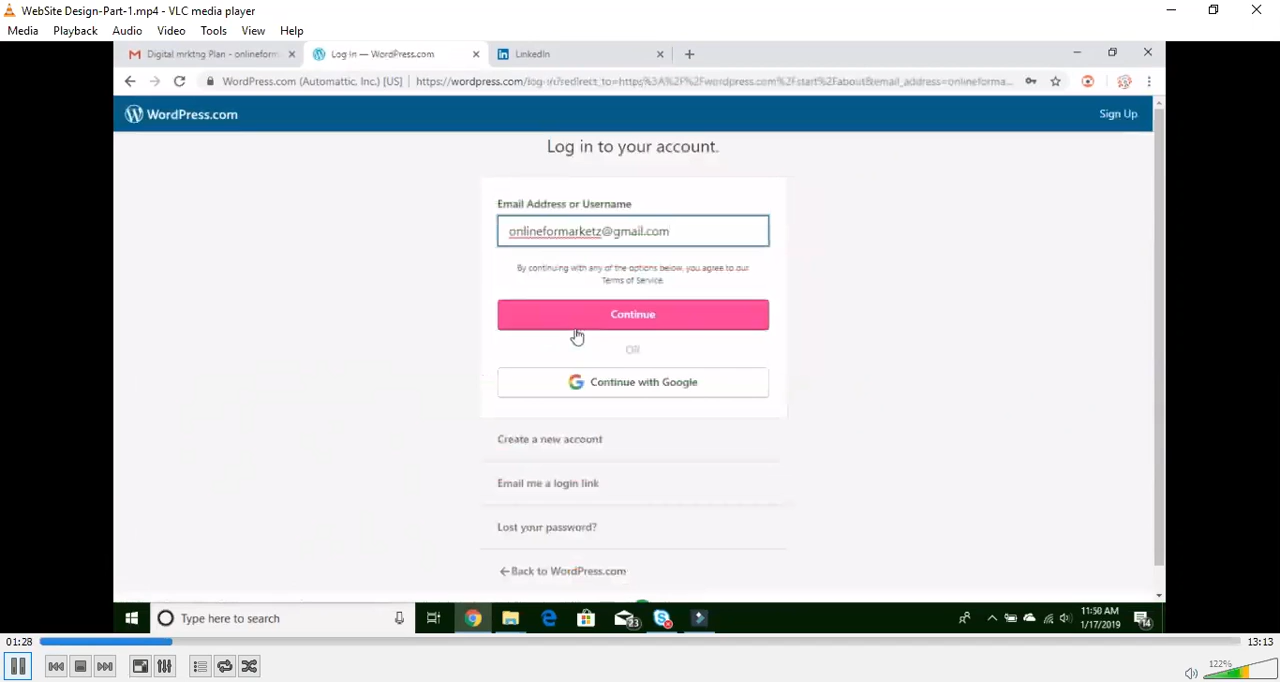 WebSite Design-Part-1.mp4 - VLC media player
Media Playback Audio Video Tools View Help
Digital mrktng Plan - onlineform
Log in — WordPress.com
LinkedIn
WordPress.com (Automattic, Inc.) [US]
WordPress.com
Sign Up
Log in to your account.
Email Address or Username
onlineformarketz@gmail.com
By continuing with any of the options below, you agree to our
Terms of Service.
Continue
OR
Continue with Google
Create a new account
Email me a login link
Lost your password?
Back to WordPress.com
Type here to search
23
11:50 AM
1/17/2019
14
01:28
13:13
122%